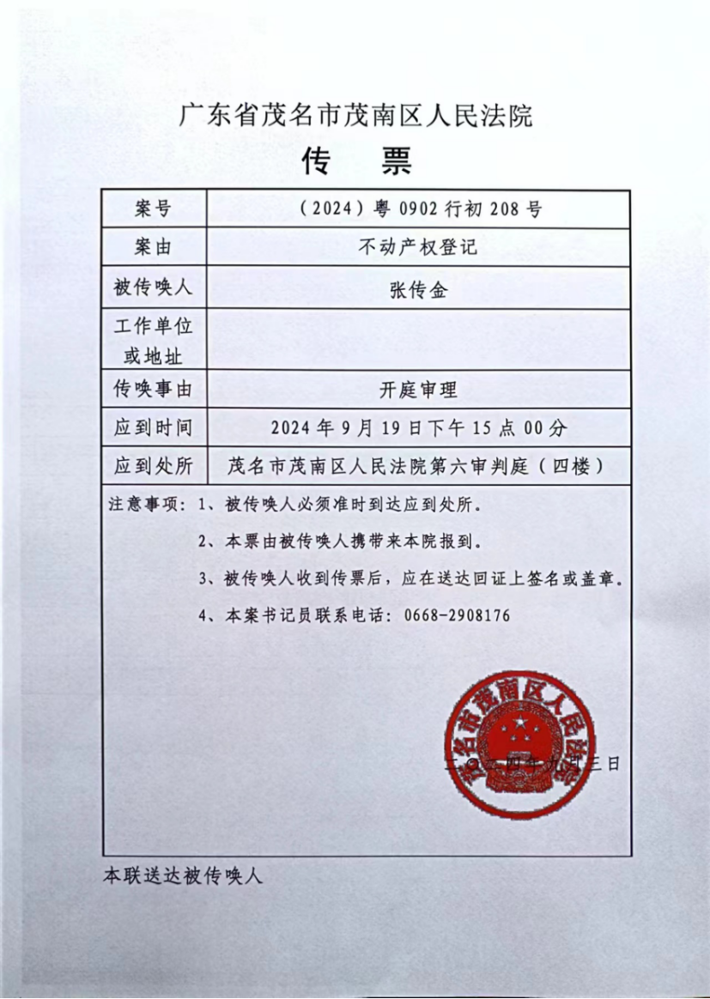 广东省茂名市茂南区人民法院
传 票
案号 （2024）粤 0902 行初 208 号
案由 不动产权登记
被传唤人 张传金
工作单位
或地址
传唤事由 开庭审理
应到时间 2024 年 9 月 19 日下午 15 点 00 分
应到处所 茂名市茂南区人民法院第六审判庭（四楼）
注意事项：1、被传唤人必须准时到达应到处所。
2、本票由被传唤人携带来本院报到。
3、被传唤人收到传票后，应在送达回证上签名或盖章。
4、本案书记员联系电话：0668-2908176
茂名市茂南区人民法院
二〇二四年九月三日
本联送达被传唤人